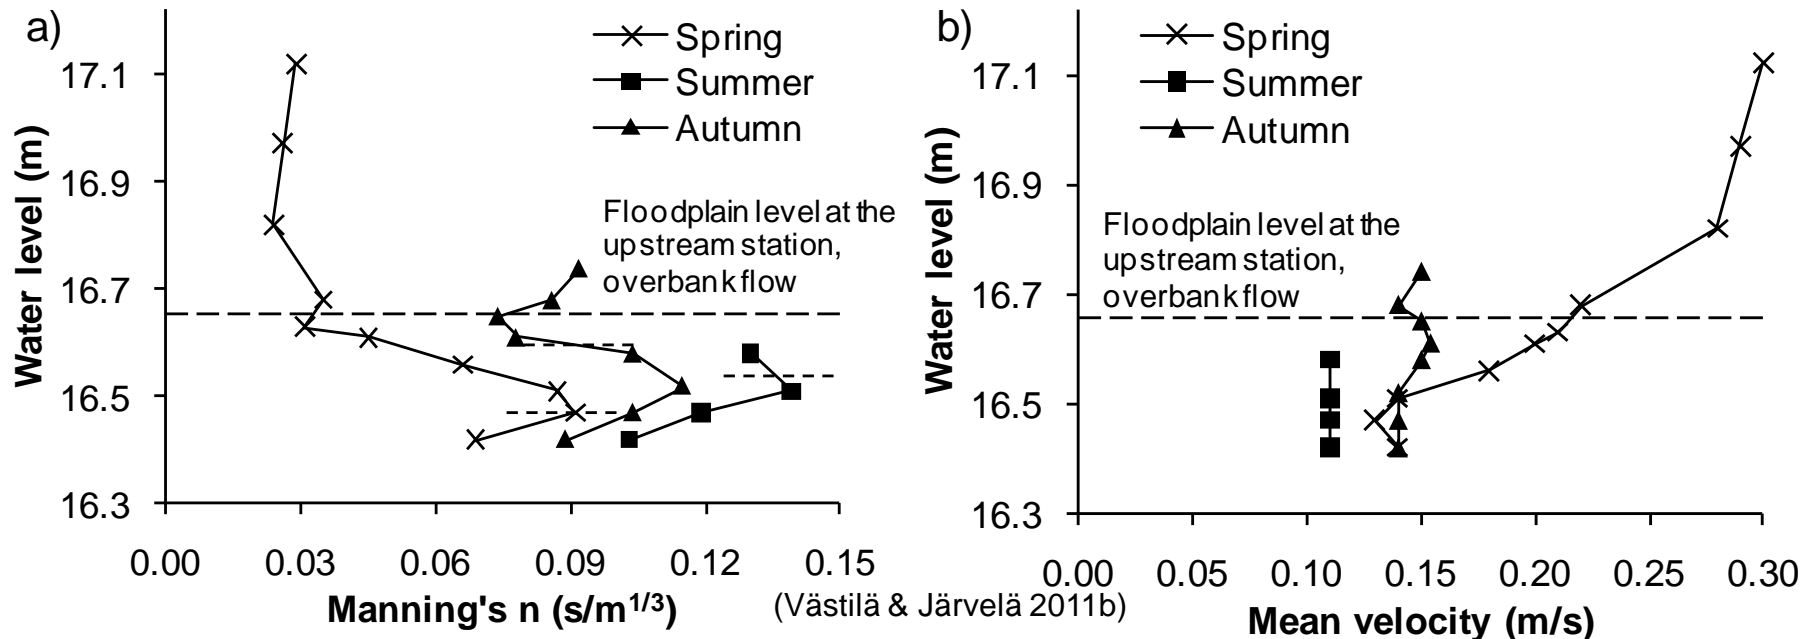 a)
Spring
Summer
Autumn
17.1
16.9
16.7
16.5
16.3
Water level (m)
Floodplain level at the
upstream station,
overbank flow
0.00 0.03 0.06 0.09 0.12 0.15
Manning's n (s/m^1/3)
(Västilä & Järvelä 2011b)
b)
Spring
Summer
Autumn
17.1
16.9
16.7
16.5
16.3
Water level (m)
Floodplain level at the
upstream station,
overbank flow
0.00 0.05 0.10 0.15 0.20 0.25 0.30
Mean velocity (m/s)